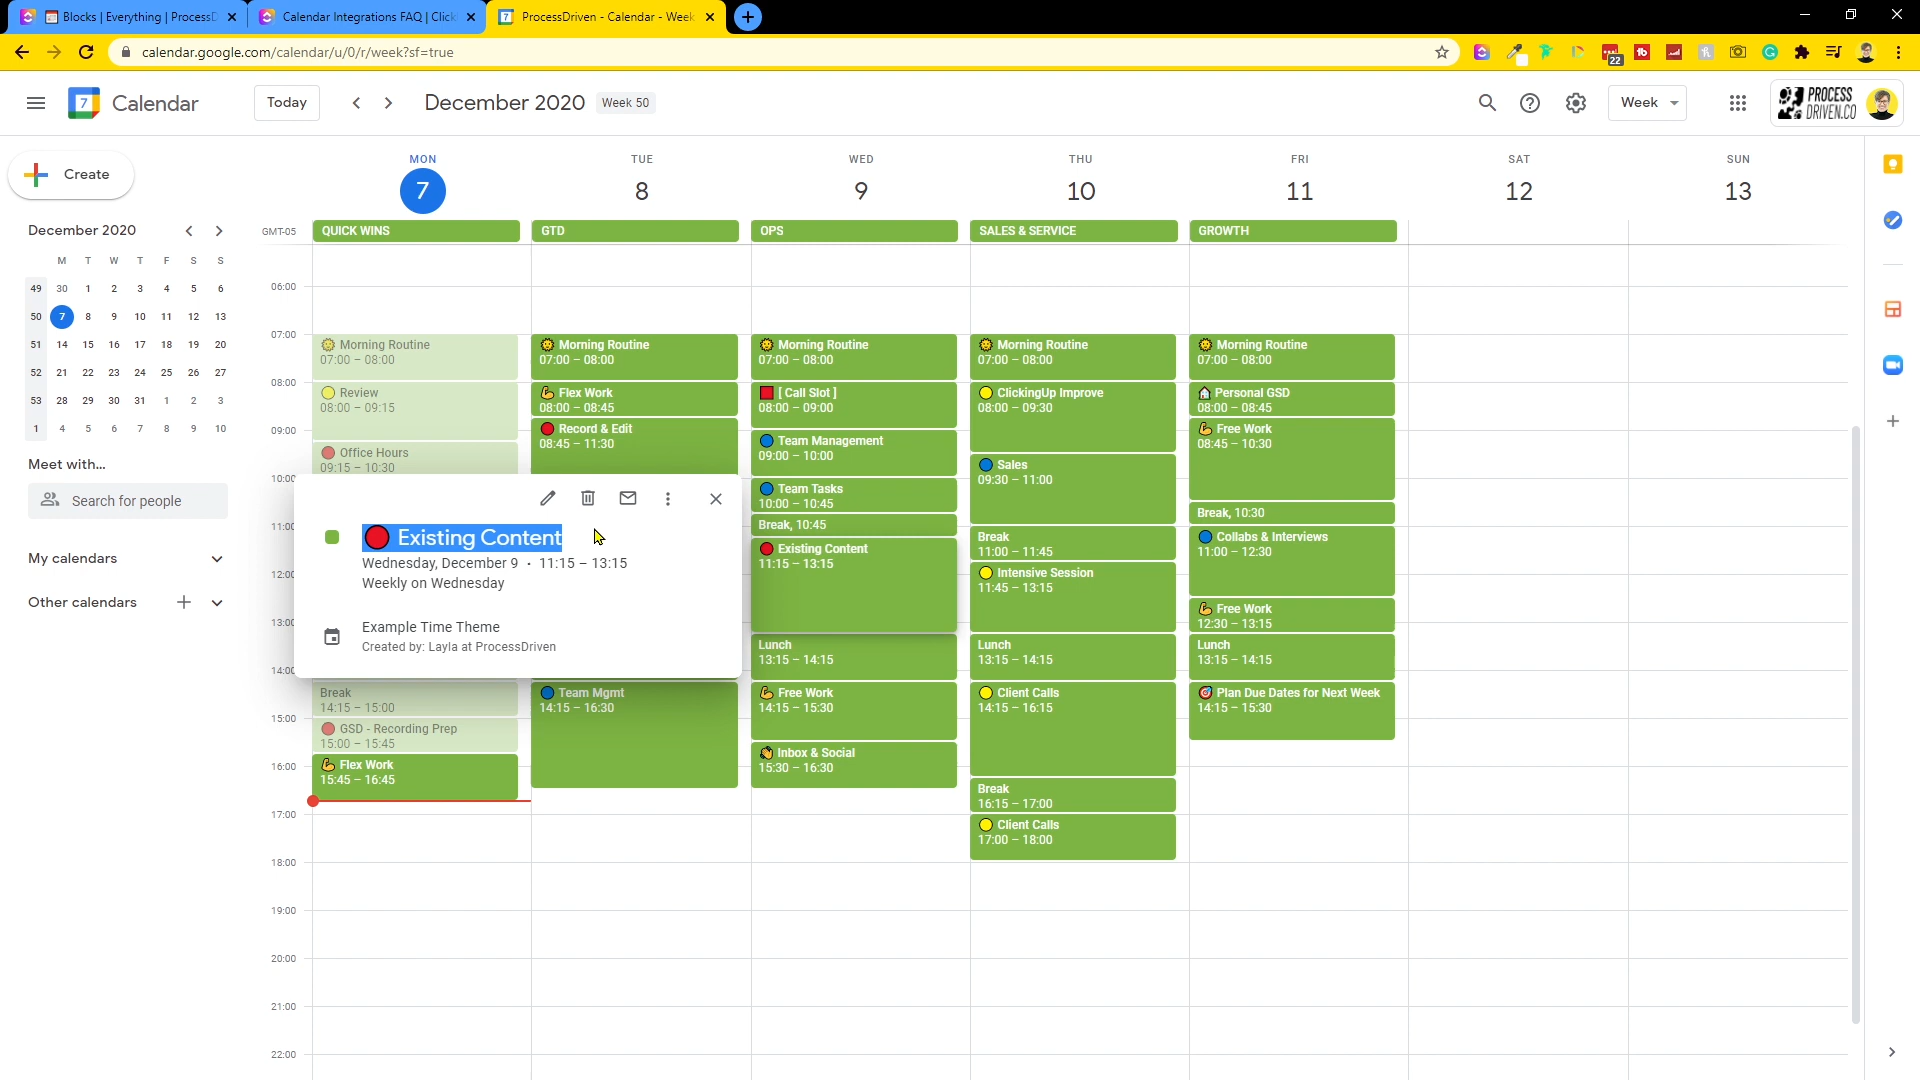 Blocks | Everything | ProcessD
Calendar Integrations FAQ | Click
ProcessDriven - Calendar - Week
calendar.google.com/calendar/u/0/r/week?sf=true
22
7
Calendar
Today
December 2020
Week 50
Week
PROCESS
DRIVEN.CO
Create
MON
TUE
WED
THU
FRI
SAT
SUN
7
8
9
10
11
12
13
GMT-05
QUICK WINS
GTD
OPS
SALES & SERVICE
GROWTH
December 2020
M T W T F S S
49 30 1 2 3 4 5 6
50 7 8 9 10 11 12 13
51 14 15 16 17 18 19 20
52 21 22 23 24 25 26 27
53 28 29 30 31 1 2 3
1 4 5 6 7 8 9 10
Meet with...
Search for people
My calendars
Other calendars
06:00
07:00
08:00
09:00
10:00
11:00
12:00
13:00
14:00
15:00
16:00
17:00
18:00
19:00
20:00
21:00
22:00
Morning Routine
07:00 – 08:00
Review
08:00 – 09:15
Office Hours
09:15 – 10:30
Break
14:15 – 15:00
GSD - Recording Prep
15:00 – 15:45
Flex Work
15:45 – 16:45
Morning Routine
07:00 – 08:00
Flex Work
08:00 – 08:45
Record & Edit
08:45 – 11:30
Team Mgmt
14:15 – 16:30
Existing Content
Wednesday, December 9 · 11:15 – 13:15
Weekly on Wednesday
Example Time Theme
Created by: Layla at ProcessDriven
Morning Routine
07:00 – 08:00
[ Call Slot ]
08:00 – 09:00
Team Management
09:00 – 10:00
Team Tasks
10:00 – 10:45
Break, 10:45
Existing Content
11:15 – 13:15
Lunch
13:15 – 14:15
Free Work
14:15 – 15:30
Inbox & Social
15:30 – 16:30
Morning Routine
07:00 – 08:00
ClickingUp Improve
08:00 – 09:30
Sales
09:30 – 11:00
Break
11:00 – 11:45
Intensive Session
11:45 – 13:15
Lunch
13:15 – 14:15
Client Calls
14:15 – 16:15
Break
16:15 – 17:00
Client Calls
17:00 – 18:00
Morning Routine
07:00 – 08:00
Personal GSD
08:00 – 08:45
Free Work
08:45 – 10:30
Break, 10:30
Collabs & Interviews
11:00 – 12:30
Free Work
12:30 – 13:15
Lunch
13:15 – 14:15
Plan Due Dates for Next Week
14:15 – 15:30